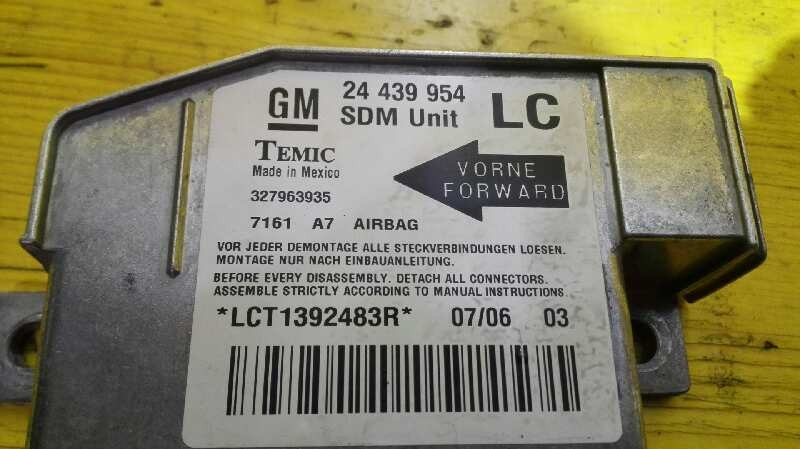 GM 24 439 954 LC
SDM Unit
TEMIC
Made in Mexico
VORNE
FORWARD
327963935
7161 A7 AIRBAG
VOR JEDER DEMONTAGE ALLE STECKVERBINDUNGEN LOESEN.
MONTAGE NUR NACH EINBAUANLEITUNG.
BEFORE EVERY DISASSEMBLY. DETACH ALL CONNECTORS.
ASSEMBLE STRICTLY ACCORDING TO MANUAL INSTRUCTIONS.
*LCT1392483R* 07/06 03